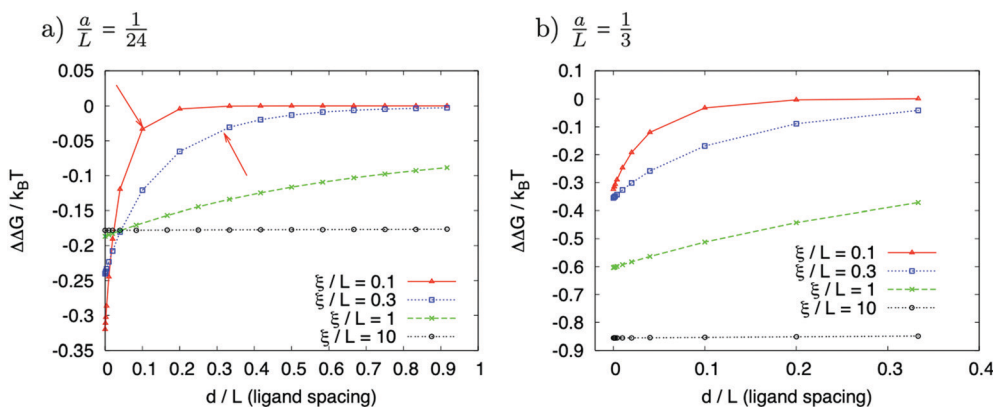 a) a/L = 1/24
ΔΔG / k_BT
0.05
0
-0.05
-0.1
-0.15
-0.2
-0.25
-0.3
-0.35
ξ / L = 0.1
ξ / L = 0.3
ξ / L = 1
ξ / L = 10
0 0.1 0.2 0.3 0.4 0.5 0.6 0.7 0.8 0.9 1
d / L (ligand spacing)
b) a/L = 1/3
ΔΔG / k_BT
0.1
0
-0.1
-0.2
-0.3
-0.4
-0.5
-0.6
-0.7
-0.8
-0.9
ξ / L = 0.1
ξ / L = 0.3
ξ / L = 1
ξ / L = 10
0 0.1 0.2 0.3 0.4
d / L (ligand spacing)